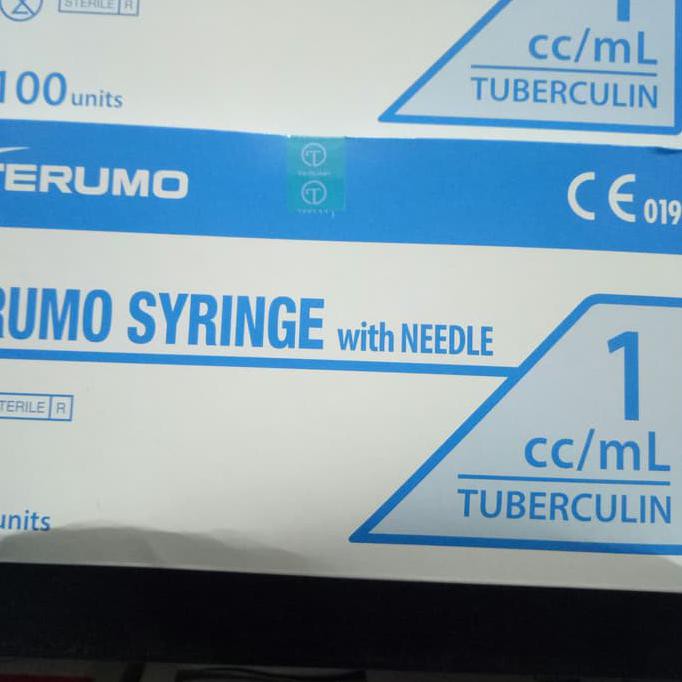 STERILE R
1
cc/mL
TUBERCULIN
100 units
TERUMO
CE 019
RUMO SYRINGE with NEEDLE
1
cc/mL
TUBERCULIN
TERILE R
units